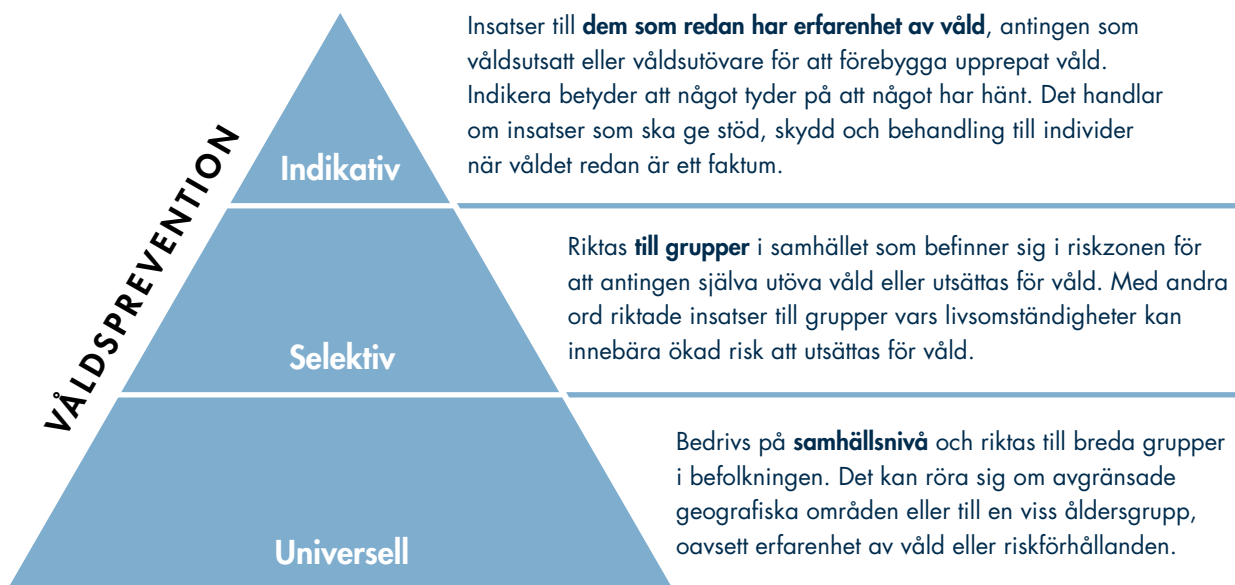 VÅLDSPREVENTION
Indikativ
Insatser till dem som redan har erfarenhet av våld, antingen som
våldsutsatt eller våldsutövare för att förebygga upprepat våld.
Indikera betyder att något tyder på att något har hänt. Det handlar
om insatser som ska ge stöd, skydd och behandling till individer
när våldet redan är ett faktum.
Selektiv
Riktas till grupper i samhället som befinner sig i riskzonen för
att antingen själva utöva våld eller utsättas för våld. Med andra
ord riktade insatser till grupper vars livsomständigheter kan
innebära ökad risk att utsättas för våld.
Universell
Bedrivs på samhällsnivå och riktas till breda grupper
i befolkningen. Det kan röra sig om avgränsade
geografiska områden eller till en viss åldersgrupp,
oavsett erfarenhet av våld eller riskförhållanden.